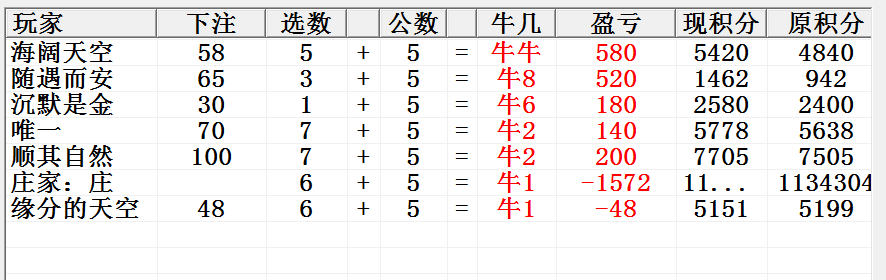 玩家 下注 选数 公数 牛几 盈亏 现积分 原积分
海阔天空 58 5 + 5 = 牛牛 580 5420 4840
随遇而安 65 3 + 5 = 牛8 520 1462 942
沉默是金 30 1 + 5 = 牛6 180 2580 2400
唯一 70 7 + 5 = 牛2 140 5778 5638
顺其自然 100 7 + 5 = 牛2 200 7705 7505
庄家：庄 6 + 5 = 牛1 -1572 11... 1134304
缘分的天空 48 6 + 5 = 牛1 -48 5151 5199